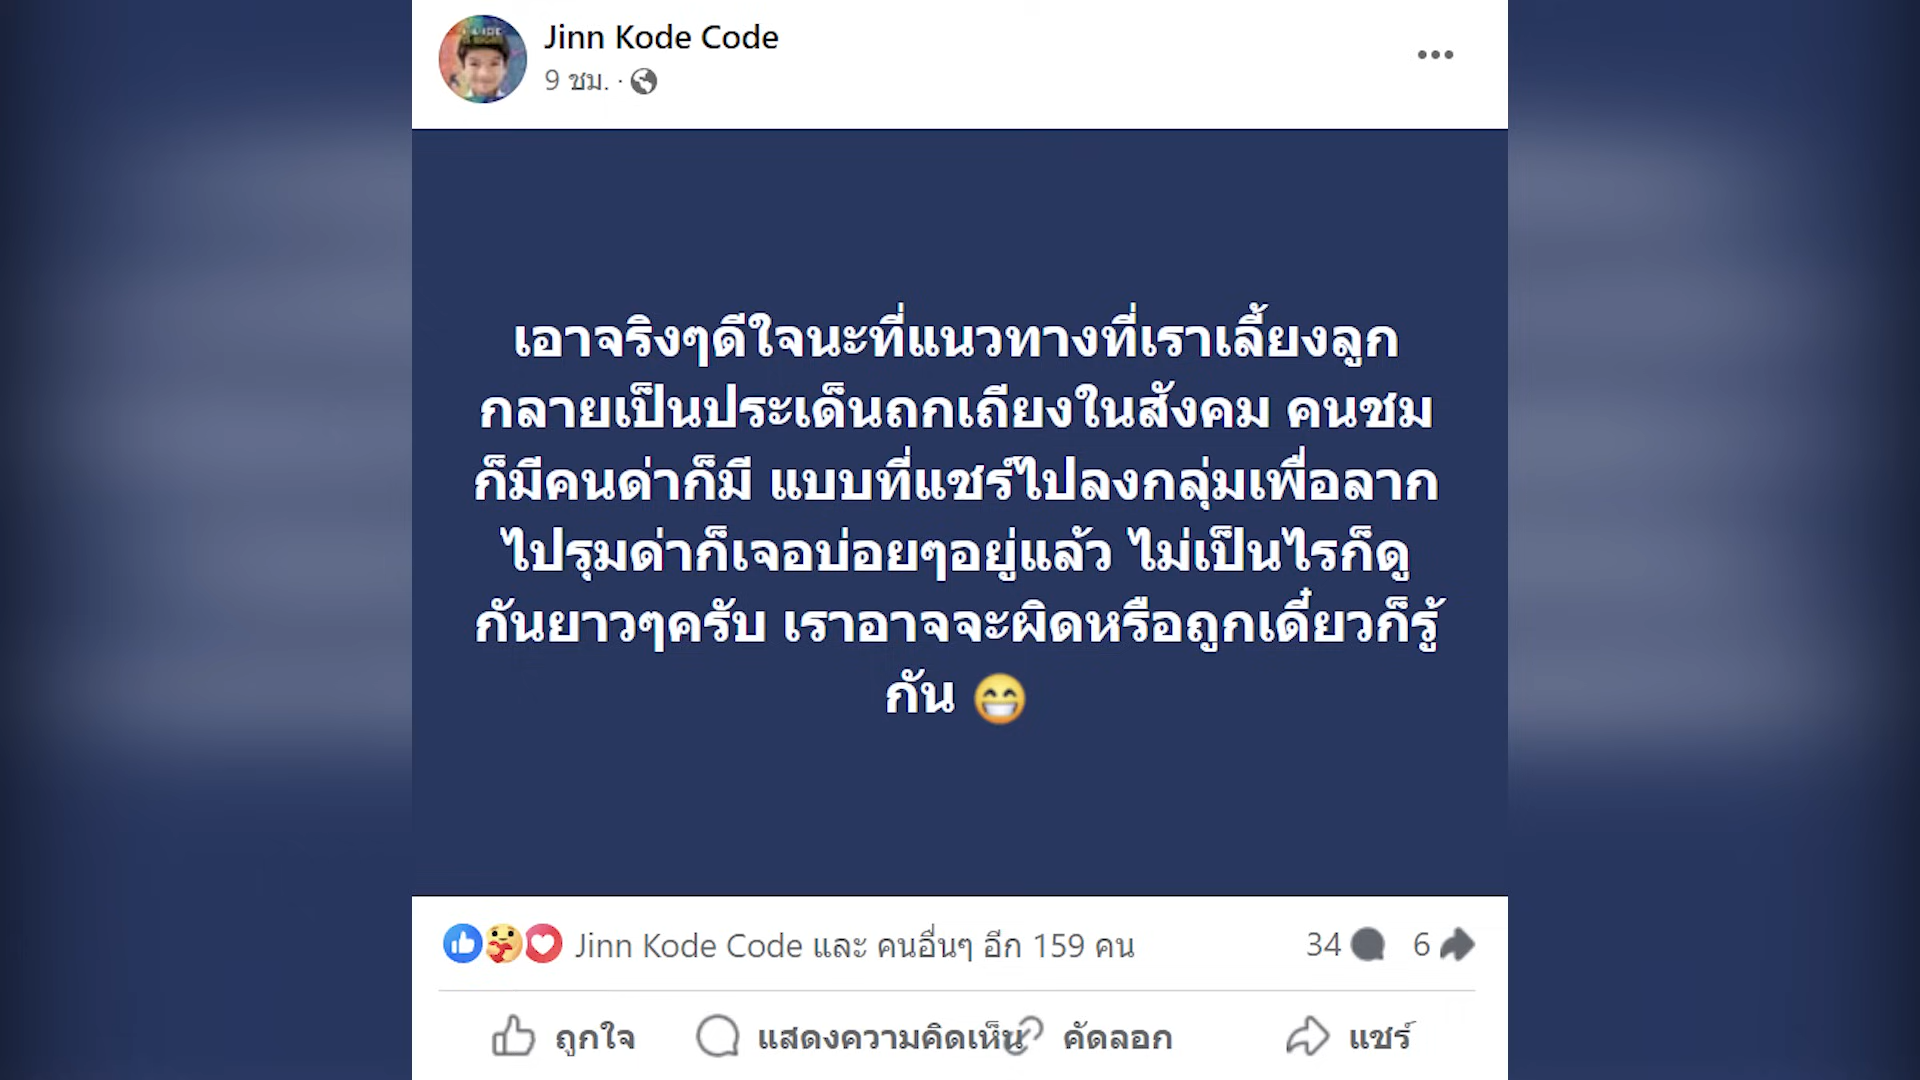 Jinn Kode Code
9 ชม. ·
เอาจริงๆดีใจนะที่แนวทางที่เราเลี้ยงลูก
กลายเป็นประเด็นถกเถียงในสังคม คนชม
ก็มีคนด่าก็มี แบบที่แชร์ไปลงกลุ่มเพื่อลาก
ไปรุมด่าก็เจอบ่อยๆอยู่แล้ว ไม่เป็นไรก็ดู
กันยาวๆครับ เราอาจจะผิดหรือถูกเดี๋ยวก็รู้
กัน 😁
Jinn Kode Code และ คนอื่นๆ อีก 159 คน 34 6
ถูกใจ แสดงความคิดเห็น คัดลอก แชร์